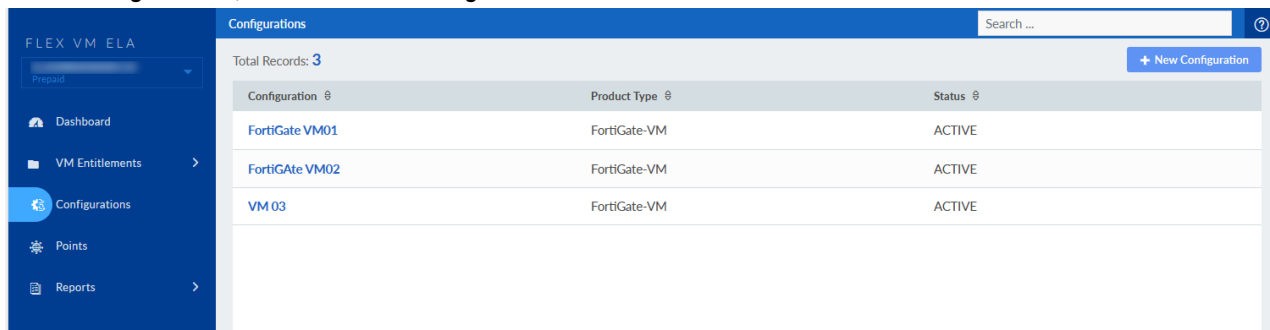 Configurations
Search ...
FLEX VM ELA
Prepaid
Total Records: 3
+ New Configuration
Configuration
Product Type
Status
Dashboard
FortiGate VM01
FortiGate-VM
ACTIVE
VM Entitlements
FortiGAte VM02
FortiGate-VM
ACTIVE
Configurations
VM 03
FortiGate-VM
ACTIVE
Points
Reports